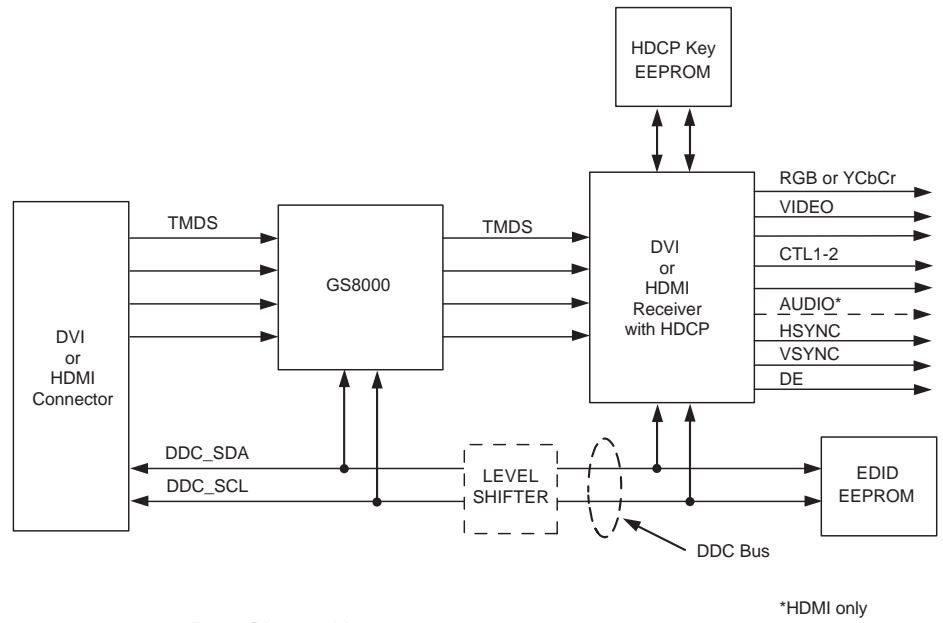 HDCP Key
EEPROM
RGB or YCbCr
VIDEO
CTL1-2
AUDIO*
HSYNC
VSYNC
DE
TMDS
TMDS
GS8000
DVI
or
HDMI
Receiver
with HDCP
DVI
or
HDMI
Connector
DDC_SDA
DDC_SCL
LEVEL
SHIFTER
EDID
EEPROM
DDC Bus
*HDMI only